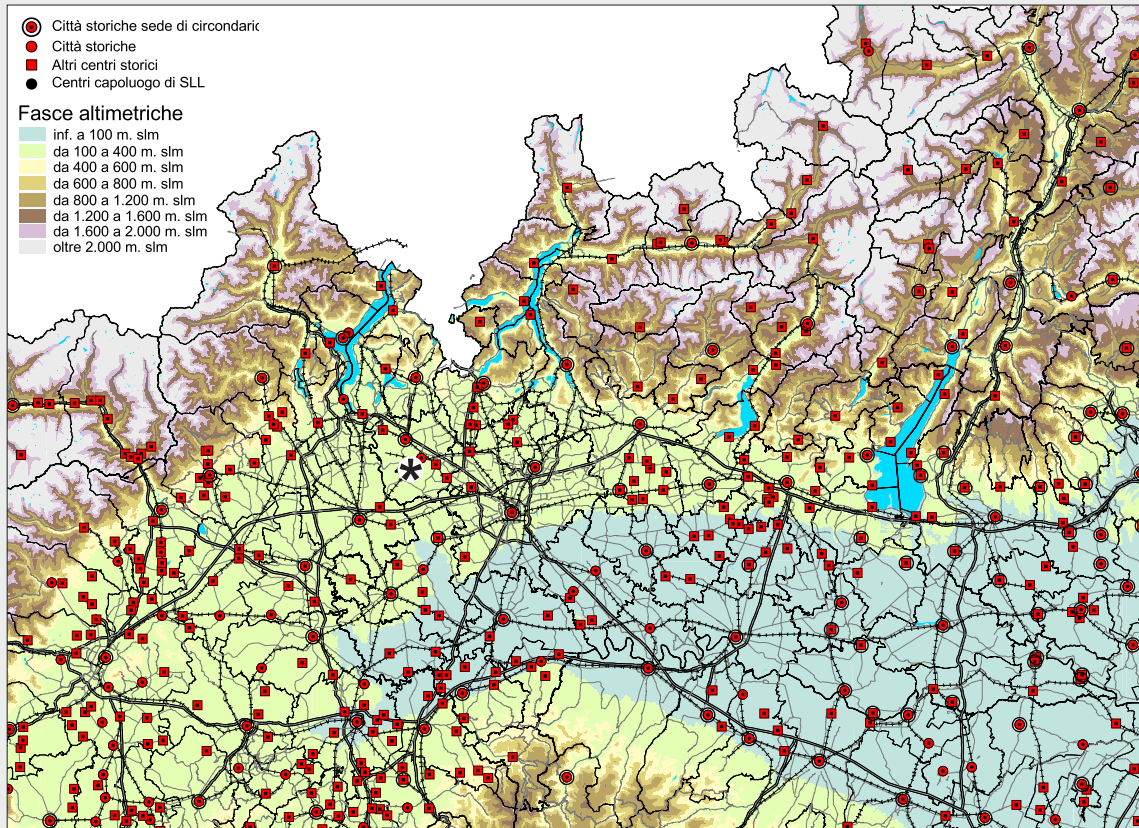 Città storiche sede di circondaric
Città storiche
Altri centri storici
Centri capoluogo di SLL
Fasce altimetriche
inf. a 100 m. slm
da 100 a 400 m. slm
da 400 a 600 m. slm
da 600 a 800 m. slm
da 800 a 1.200 m. slm
da 1.200 a 1.600 m. slm
da 1.600 a 2.000 m. slm
oltre 2.000 m. slm
*